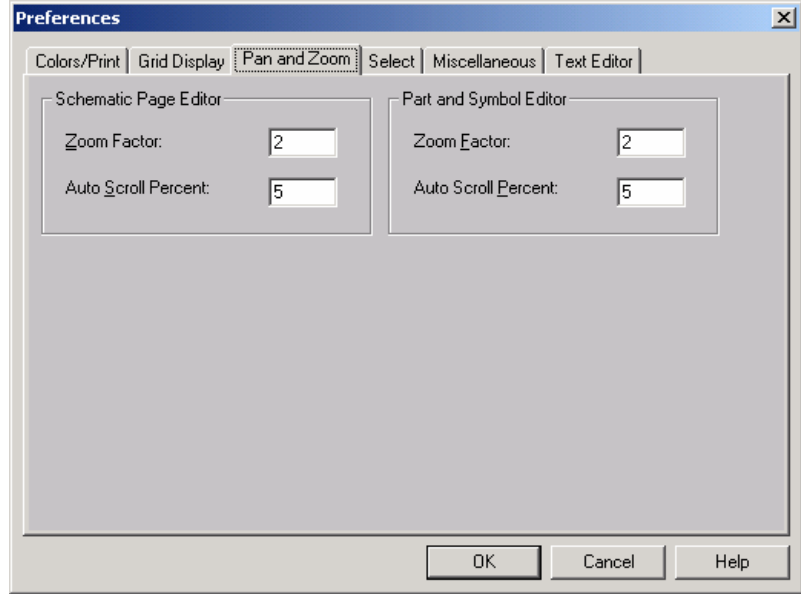 Preferences
Colors/Print Grid Display Pan and Zoom Select Miscellaneous Text Editor
Schematic Page Editor Part and Symbol Editor
Zoom Factor: 2 Zoom Factor: 2
Auto Scroll Percent: 5 Auto Scroll Percent: 5
OK Cancel Help